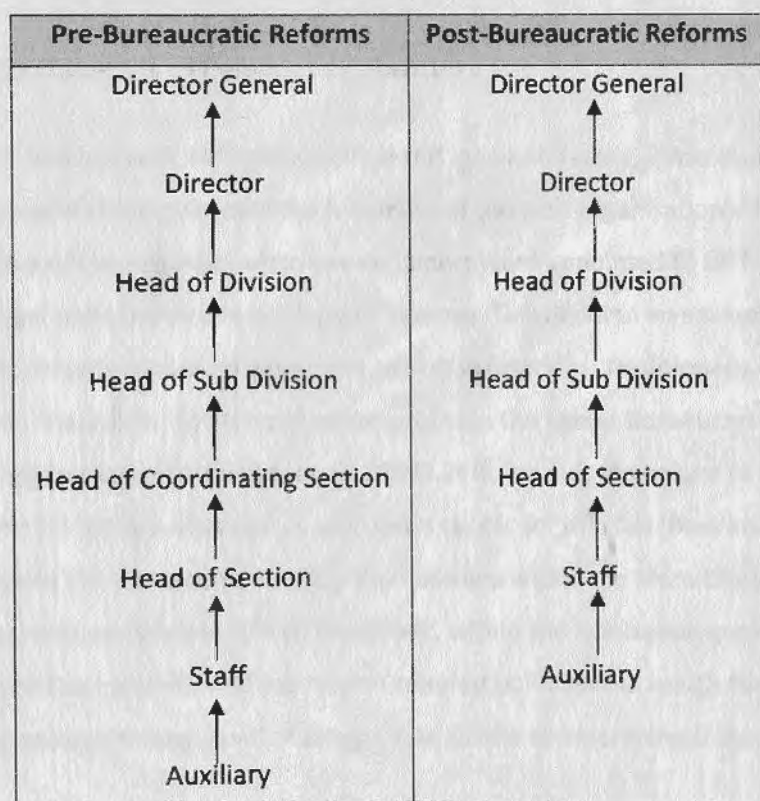 Pre-Bureaucratic Reforms Post-Bureaucratic Reforms
Director General Director General
Director Director
Head of Division Head of Division
Head of Sub Division Head of Sub Division
Head of Coordinating Section Head of Section
Head of Section Staff
Staff Auxiliary
Auxiliary